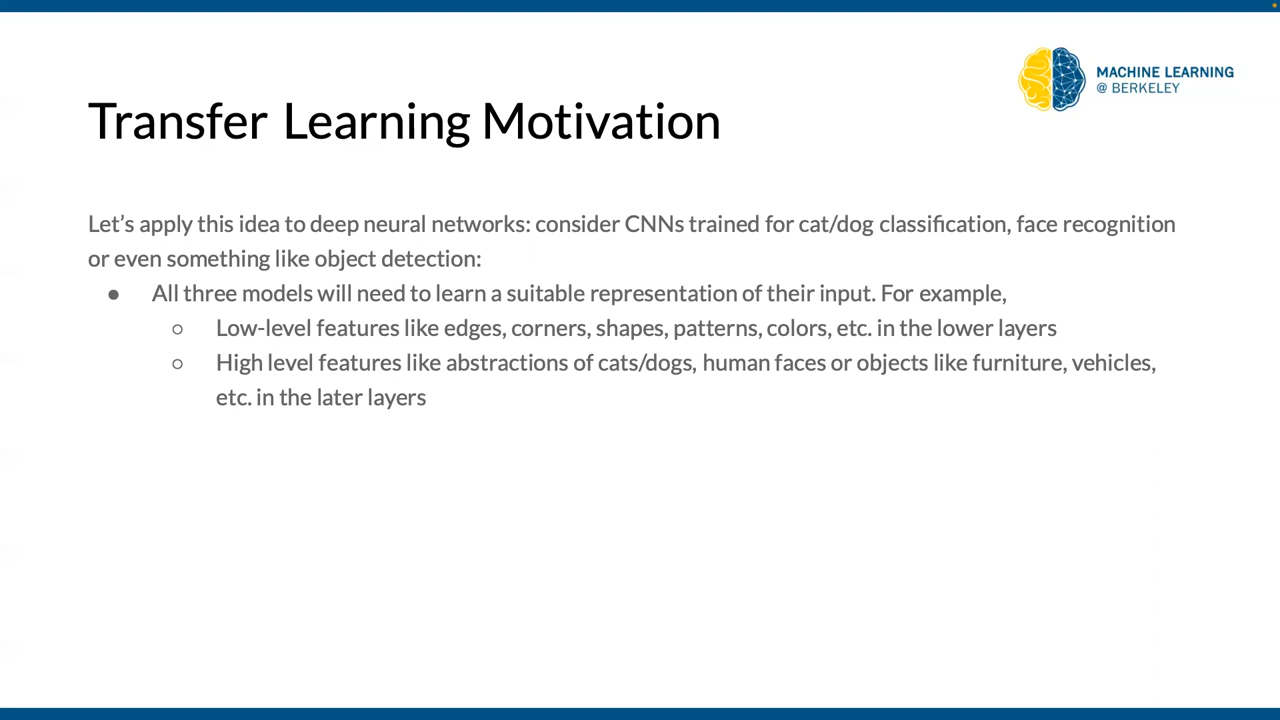 MACHINE LEARNING
@ BERKELEY
Transfer Learning Motivation
Let’s apply this idea to deep neural networks: consider CNNs trained for cat/dog classification, face recognition
or even something like object detection:
● All three models will need to learn a suitable representation of their input. For example,
○ Low-level features like edges, corners, shapes, patterns, colors, etc. in the lower layers
○ High level features like abstractions of cats/dogs, human faces or objects like furniture, vehicles,
etc. in the later layers